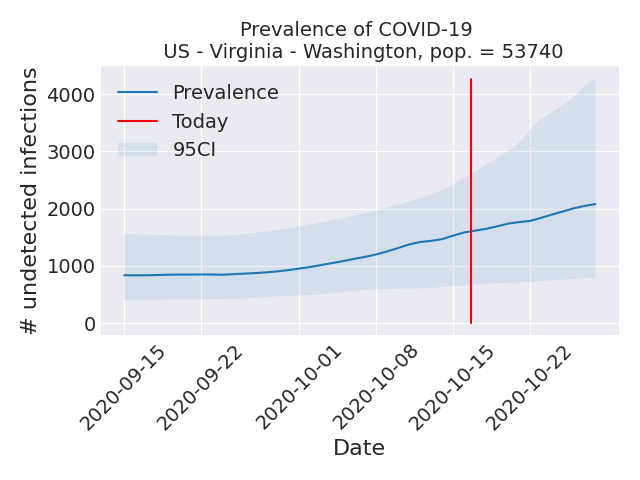 Prevalence of COVID-19
US - Virginia - Washington, pop. = 53740
# undetected infections
4000
3000
2000
1000
0
Prevalence
Today
95CI
2020-09-15
2020-09-22
2020-10-01
2020-10-08
2020-10-15
2020-10-22
Date